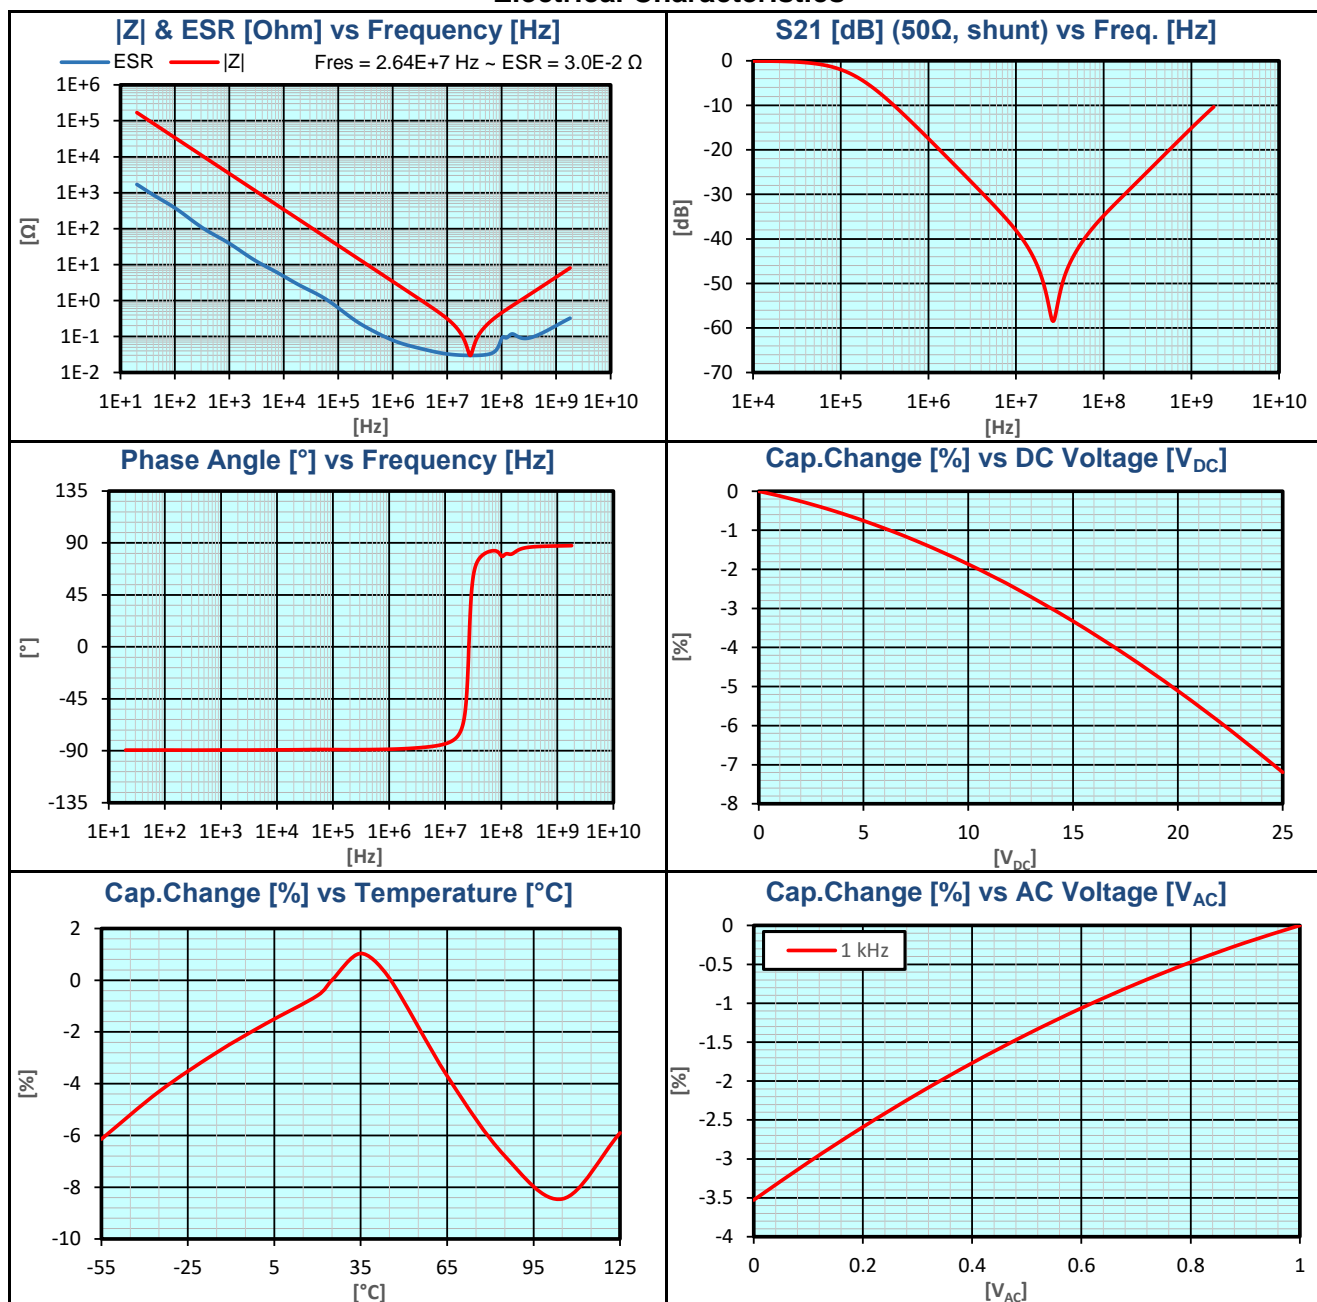 |Z| & ESR [Ohm] vs Frequency [Hz]
ESR |Z| Fres = 2.64E+7 Hz ~ ESR = 3.0E-2 Ω
1E+6
1E+5
1E+4
1E+3
1E+2
1E+1
1E+0
1E-1
1E-2
[Ω]
1E+1 1E+2 1E+3 1E+4 1E+5 1E+6 1E+7 1E+8 1E+9 1E+10
[Hz]
S21 [dB] (50Ω, shunt) vs Freq. [Hz]
0
-10
-20
-30
-40
-50
-60
-70
[dB]
1E+4 1E+5 1E+6 1E+7 1E+8 1E+9 1E+10
[Hz]
Phase Angle [°] vs Frequency [Hz]
135
90
45
0
-45
-90
-135
[°]
1E+1 1E+2 1E+3 1E+4 1E+5 1E+6 1E+7 1E+8 1E+9 1E+10
[Hz]
Cap.Change [%] vs DC Voltage [VDC]
0
-1
-2
-3
-4
-5
-6
-7
-8
[%]
0 5 10 15 20 25
[VDC]
Cap.Change [%] vs Temperature [°C]
2
0
-2
-4
-6
-8
-10
[%]
-55 -25 5 35 65 95 125
[°C]
Cap.Change [%] vs AC Voltage [VAC]
1 kHz
0
-0.5
-1
-1.5
-2
-2.5
-3
-3.5
-4
[%]
0 0.2 0.4 0.6 0.8 1
[VAC]